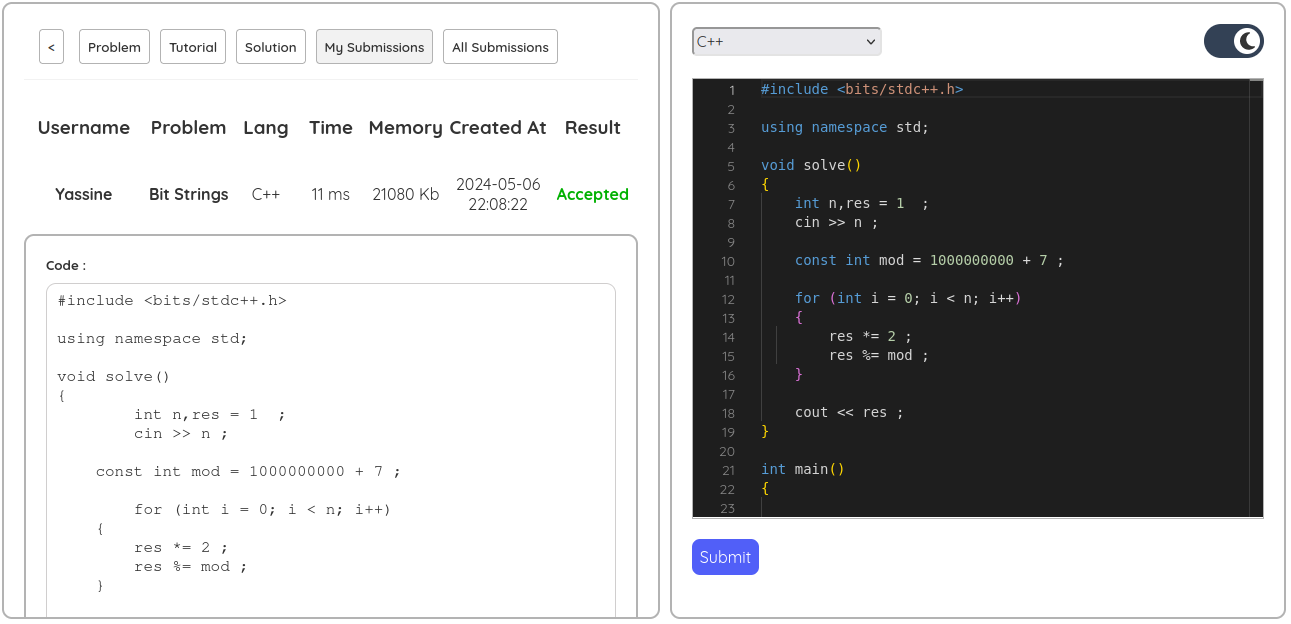 < Problem Tutorial Solution My Submissions All Submissions
Username Problem Lang Time Memory Created At Result
Yassine Bit Strings C++ 11 ms 21080 Kb 2024-05-06 22:08:22 Accepted
Code :
#include <bits/stdc++.h>
using namespace std;
void solve()
{
int n,res = 1  ;
cin >> n ;
const int mod = 1000000000 + 7 ;
for (int i = 0; i < n; i++)
{
res *= 2 ;
res %= mod ;
}
C++
1 #include <bits/stdc++.h>
2
3 using namespace std;
4
5 void solve()
6 {
7 int n,res = 1  ;
8 cin >> n ;
9
10 const int mod = 1000000000 + 7 ;
11
12 for (int i = 0; i < n; i++)
13 {
14 res *= 2 ;
15 res %= mod ;
16 }
17
18 cout << res ;
19 }
20
21 int main()
22 {
23
Submit